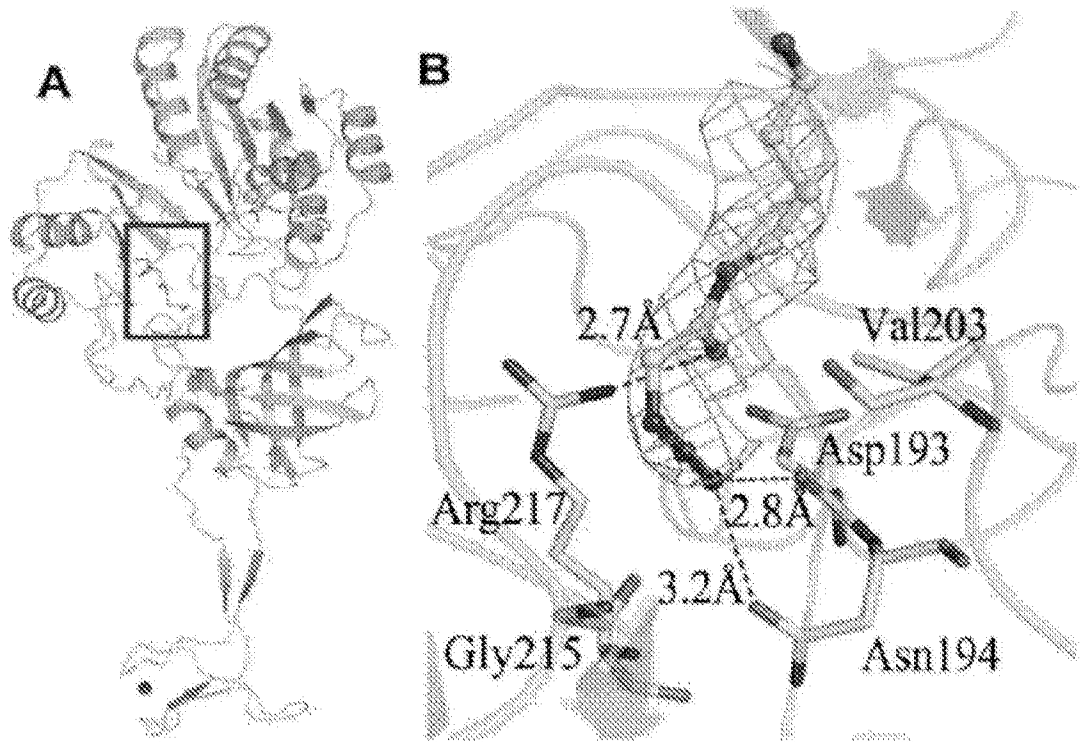 A
B
2.7Å
Val203
Asp193
Arg217
2.8Å
3.2Å
Gly215
Asn194